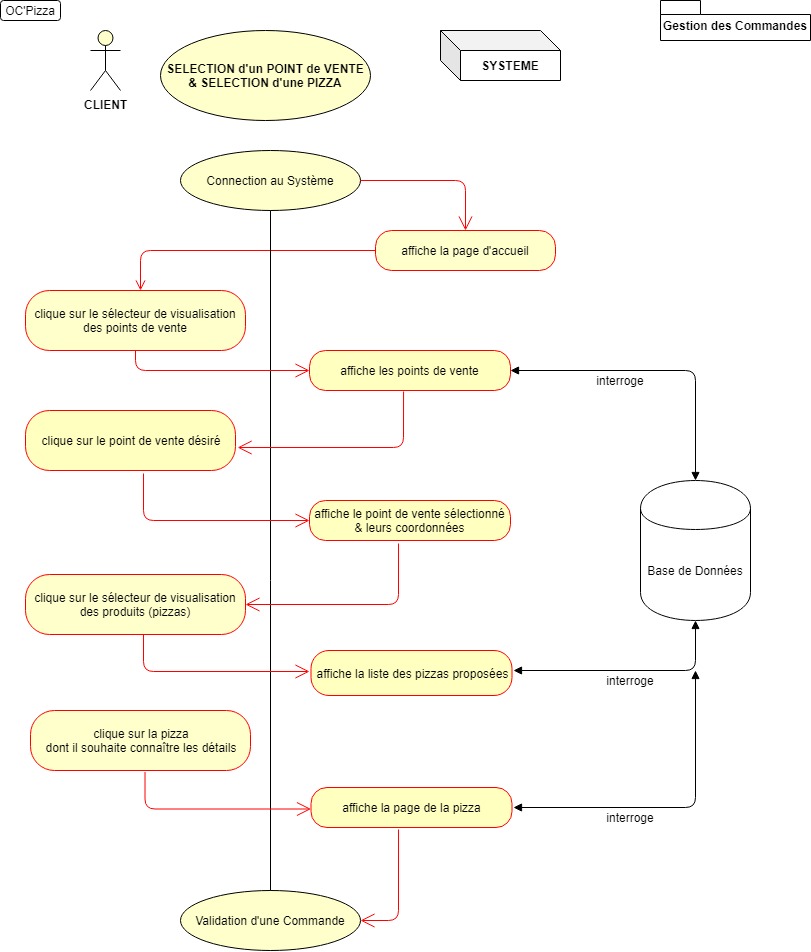 OC'Pizza
Gestion des Commandes
CLIENT
SELECTION d'un POINT de VENTE
& SELECTION d'une PIZZA
SYSTEME
Connection au Système
affiche la page d'accueil
clique sur le sélecteur de visualisation
des points de vente
affiche les points de vente
interroge
clique sur le point de vente désiré
affiche le point de vente sélectionné
& leurs coordonnées
Base de Données
clique sur le sélecteur de visualisation
des produits (pizzas)
affiche la liste des pizzas proposées
interroge
clique sur la pizza
dont il souhaite connaître les détails
affiche la page de la pizza
interroge
Validation d'une Commande